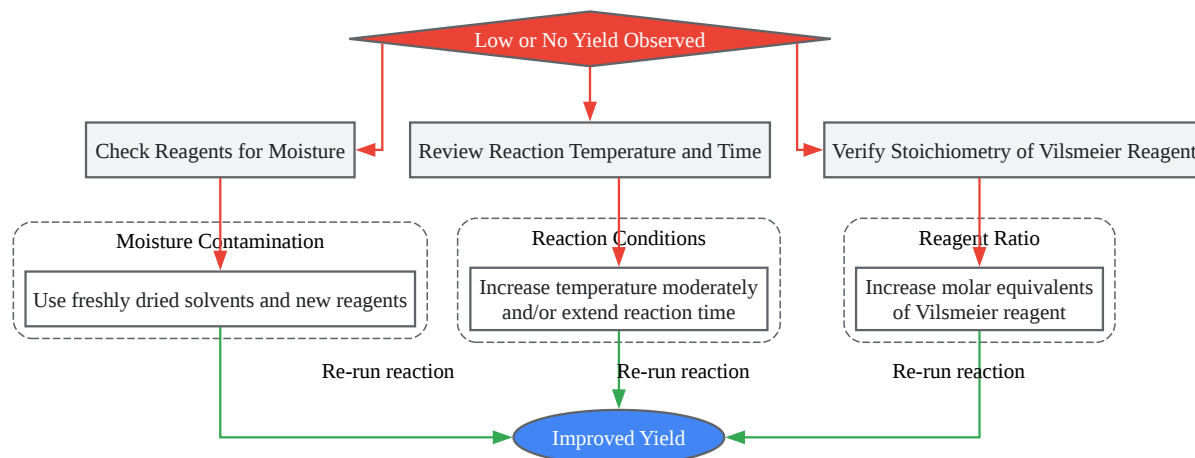 Low or No Yield Observed
Check Reagents for Moisture
Review Reaction Temperature and Time
Verify Stoichiometry of Vilsmeier Reagent
Moisture Contamination
Reaction Conditions
Reagent Ratio
Use freshly dried solvents and new reagents
Increase temperature moderately
and/or extend reaction time
Increase molar equivalents
of Vilsmeier reagent
Re-run reaction
Re-run reaction
Re-run reaction
Improved Yield